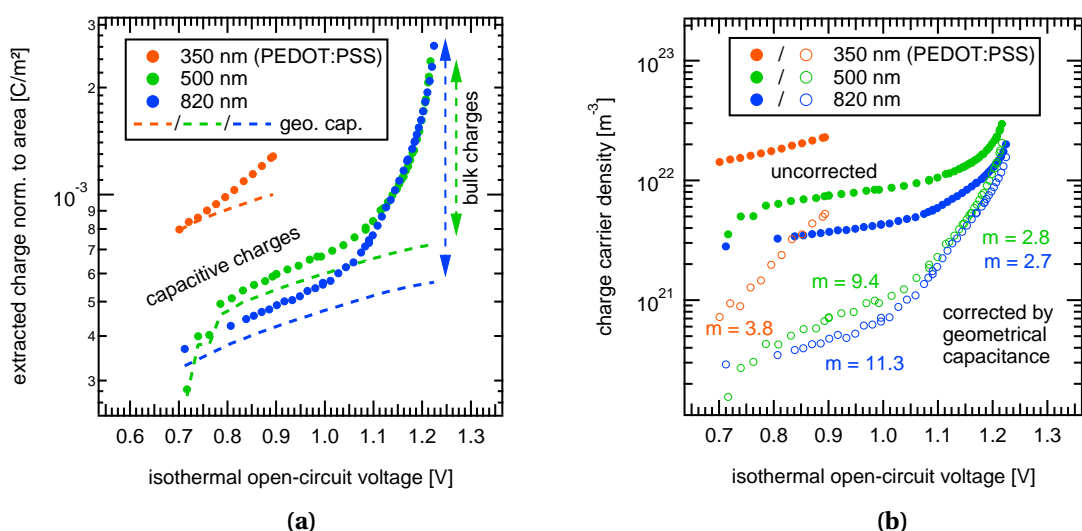 extracted charge norm. to area [C/m²]
3
10⁻³
9
8
7
6
5
4
3
350 nm (PEDOT:PSS)
500 nm
820 nm
/ / geo. cap.
capacitive charges
bulk charges
0.6 0.7 0.8 0.9 1.0 1.1 1.2 1.3
isothermal open-circuit voltage [V]
(a)
charge carrier density [m⁻³]
10²³
10²²
10²¹
/ 350 nm (PEDOT:PSS)
/ 500 nm
/ 820 nm
uncorrected
m = 2.8
m = 2.7
m = 9.4
m = 3.8
m = 11.3
corrected by
geometrical
capacitance
0.7 0.8 0.9 1.0 1.1 1.2 1.3
isothermal open-circuit voltage [V]
(b)